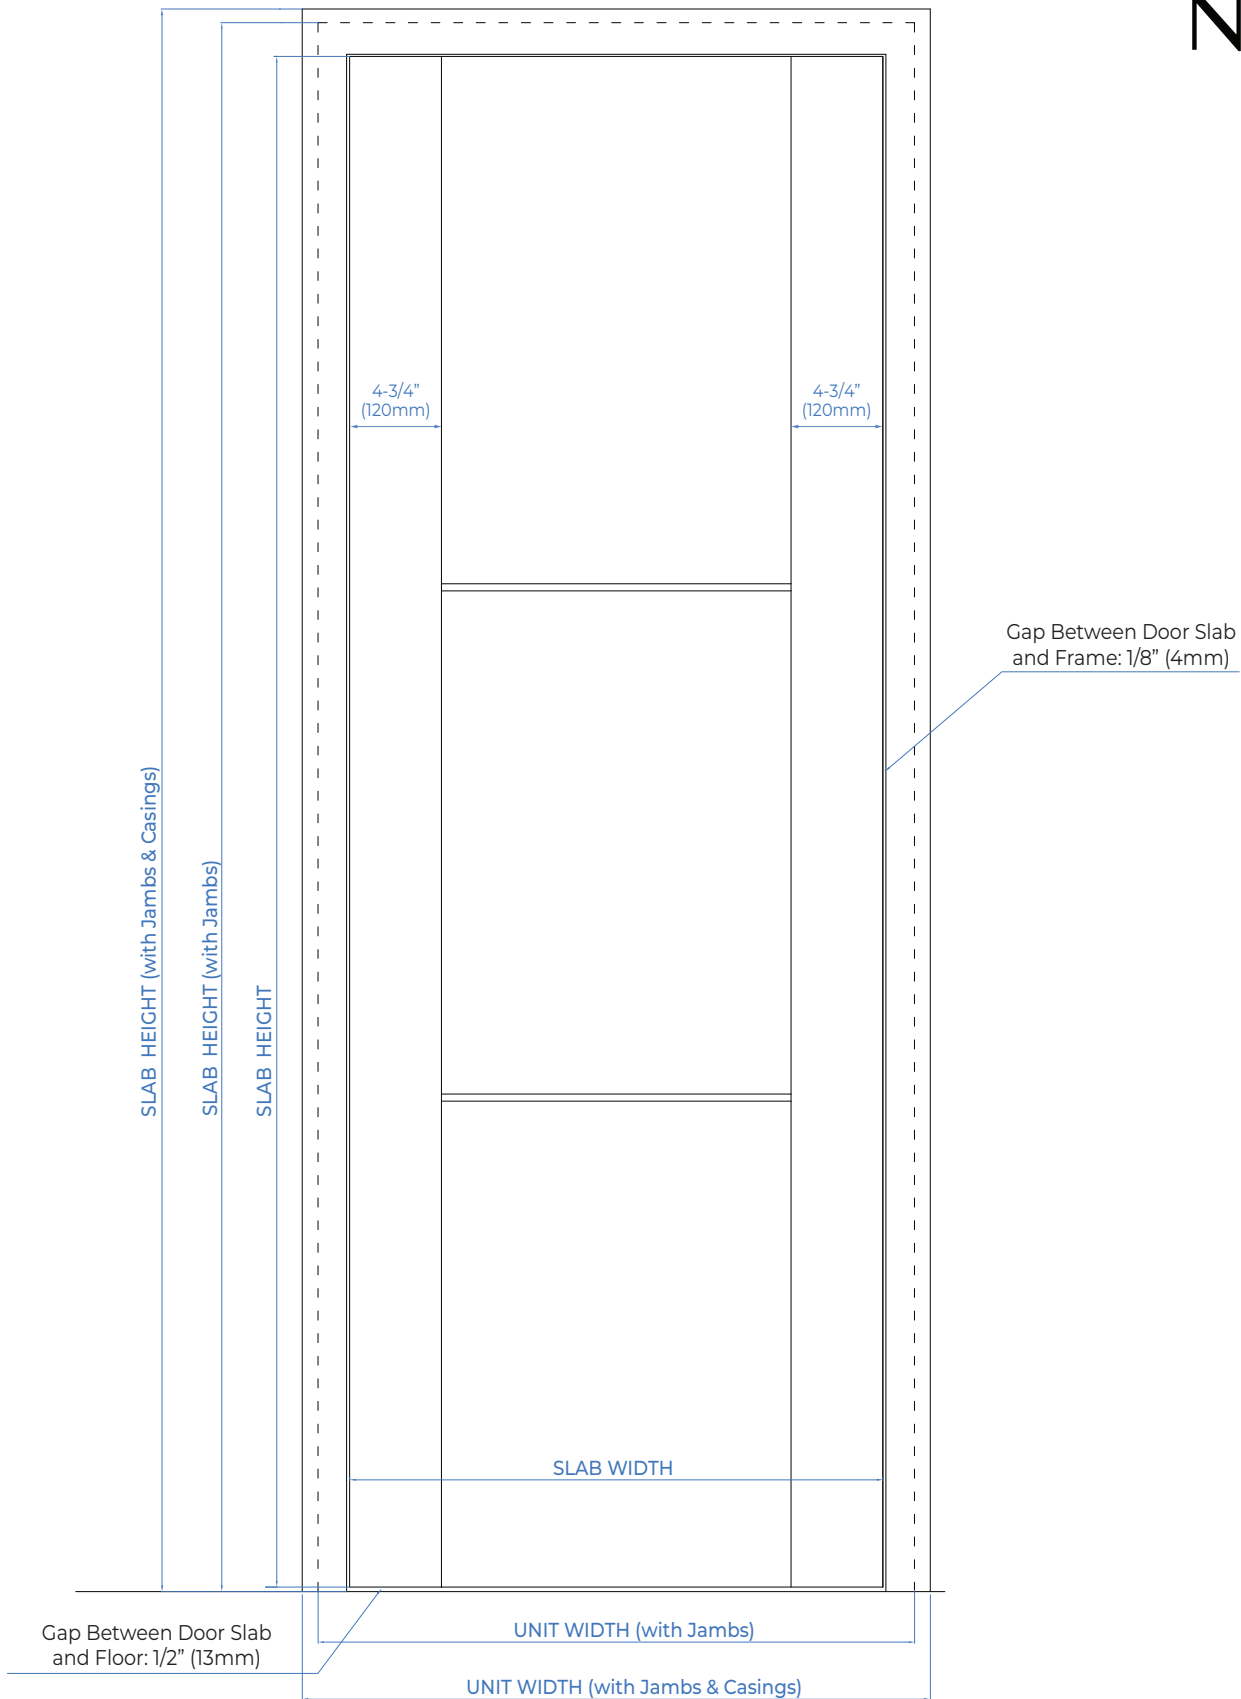 N
4-3/4”
(120mm)
4-3/4”
(120mm)
Gap Between Door Slab
and Frame: 1/8” (4mm)
SLAB HEIGHT (with Jambs & Casings)
SLAB HEIGHT (with Jambs)
SLAB HEIGHT
SLAB WIDTH
Gap Between Door Slab
and Floor: 1/2” (13mm)
UNIT WIDTH (with Jambs)
UNIT WIDTH (with Jambs & Casings)